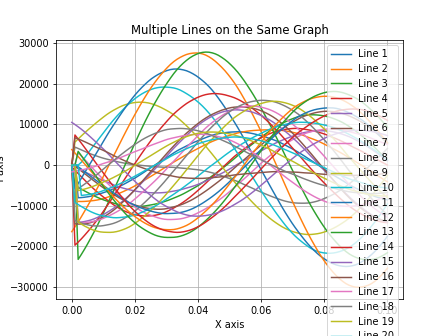 Multiple Lines on the Same Graph
30000
20000
10000
0
−10000
−20000
−30000
0.00
0.02
0.04
0.06
X axis
Line 1
Line 2
Line 3
Line 4
Line 5
Line 6
Line 7
Line 8
Line 9
Line 10
Line 11
Line 12
Line 13
Line 14
Line 15
Line 16
Line 17
Line 18
Line 19
Line 20